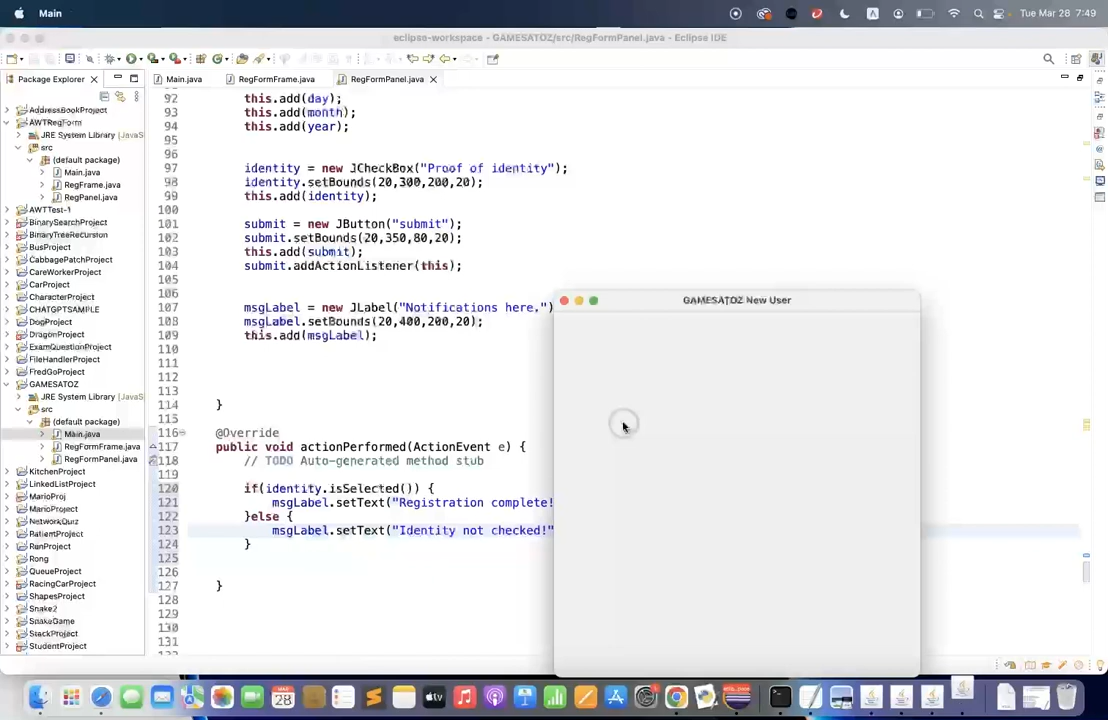 Main
Tue Mar 28 7:49
eclipse-workspace - GAMESATOZ/src/RegFormPanel.java - Eclipse IDE
Package Explorer
Main.java
RegFormFrame.java
RegFormPanel.java
AddressBookProject
AWTRegForm
JRE System Library [JavaS
src
(default package)
Main.java
RegFrame.java
RegPanel.java
AWTTest-1
BinarySearchProject
BinaryTreeRecursion
BusProject
CabbagePatchProject
CareWorkerProject
CarProject
CharacterProject
CHATGPTSAMPLE
DogProject
DragonProject
ExamQuestionProject
FileHandlerProject
FredGoProject
GAMESATOZ
JRE System Library [JavaS
src
(default package)
Main.java
RegFormFrame.java
RegFormPanel.java
KitchenProject
LinkedListProject
MarioProj
MarioProject
NetworkQuiz
PatientProject
RanProject
Rong
QueueProject
RacingCarProject
ShapesProject
Snake2
SnakeGame
StackProject
StudentProject
92 this.add(day);
93 this.add(month);
94 this.add(year);
95
96
97 identity = new JCheckBox("Proof of identity");
98 identity.setBounds(20,300,200,20);
99 this.add(identity);
100
101 submit = new JButton("submit");
102 submit.setBounds(20,350,80,20);
103 this.add(submit);
104 submit.addActionListener(this);
105
106
107 msgLabel = new JLabel("Notifications here.")
108 msgLabel.setBounds(20,400,200,20);
109 this.add(msgLabel);
110
111
112
113
114 }
115
116 @Override
117 public void actionPerformed(ActionEvent e) {
118 // TODO Auto-generated method stub
119
120 if(identity.isSelected()) {
121 msgLabel.setText("Registration complete!
122 }else {
123 msgLabel.setText("Identity not checked!"
124 }
125
126
127 }
128
129
130
131
GAMESATOZ New User